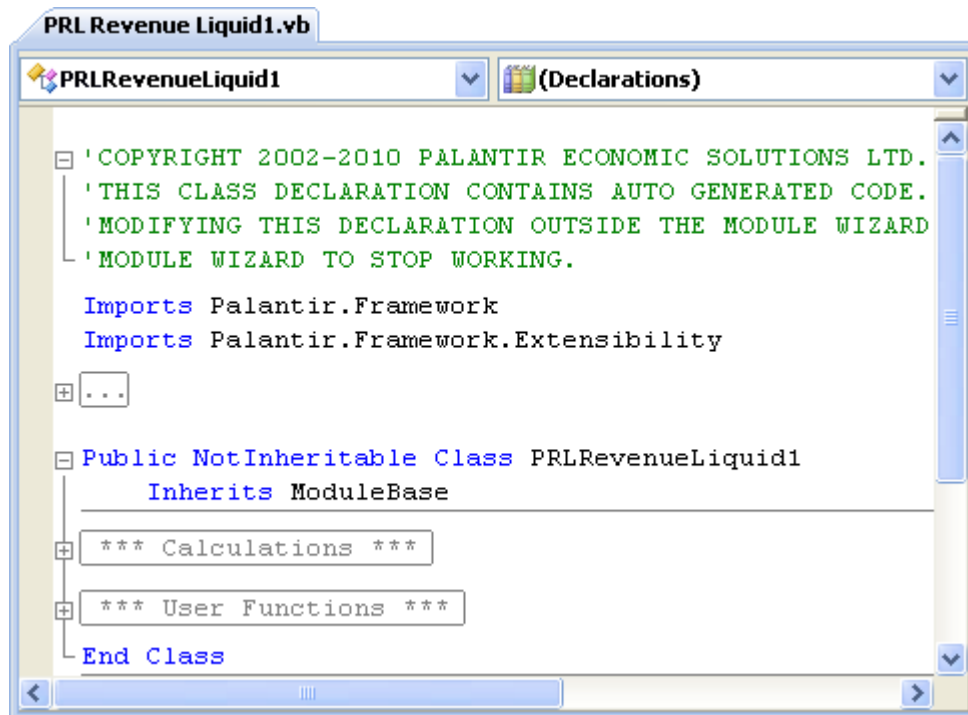 PRL Revenue Liquid1.vb
PRLRevenueLiquid1 (Declarations)
'COPYRIGHT 2002-2010 PALANTIR ECONOMIC SOLUTIONS LTD.
'THIS CLASS DECLARATION CONTAINS AUTO GENERATED CODE.
'MODIFYING THIS DECLARATION OUTSIDE THE MODULE WIZARD
'MODULE WIZARD TO STOP WORKING.
Imports Palantir.Framework
Imports Palantir.Framework.Extensibility
...
Public NotInheritable Class PRLRevenueLiquid1
Inherits ModuleBase
*** Calculations ***
*** User Functions ***
End Class